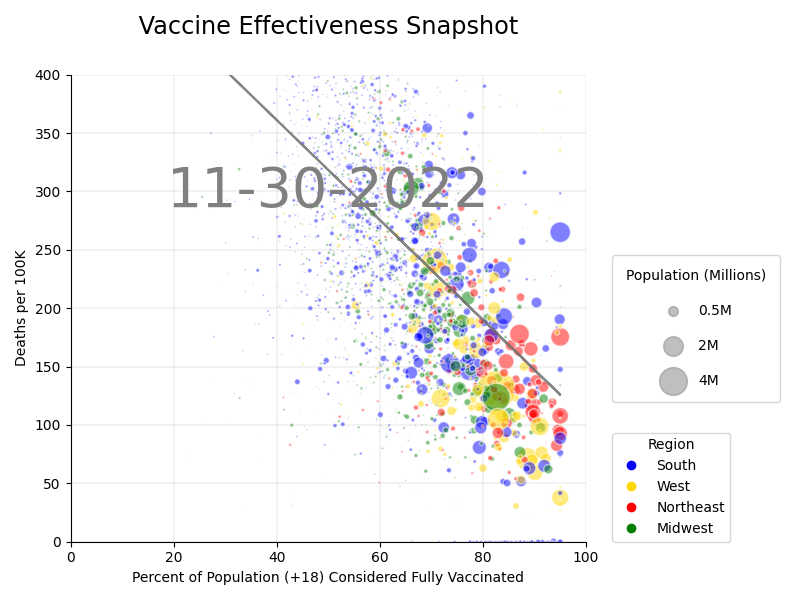 Vaccine Effectiveness Snapshot
400
350
300
250
200
150
100
50
0
Deaths per 100K
11-30-2022
0 20 40 60 80 100
Percent of Population (+18) Considered Fully Vaccinated
Population (Millions)
0.5M
2M
4M
Region
South
West
Northeast
Midwest